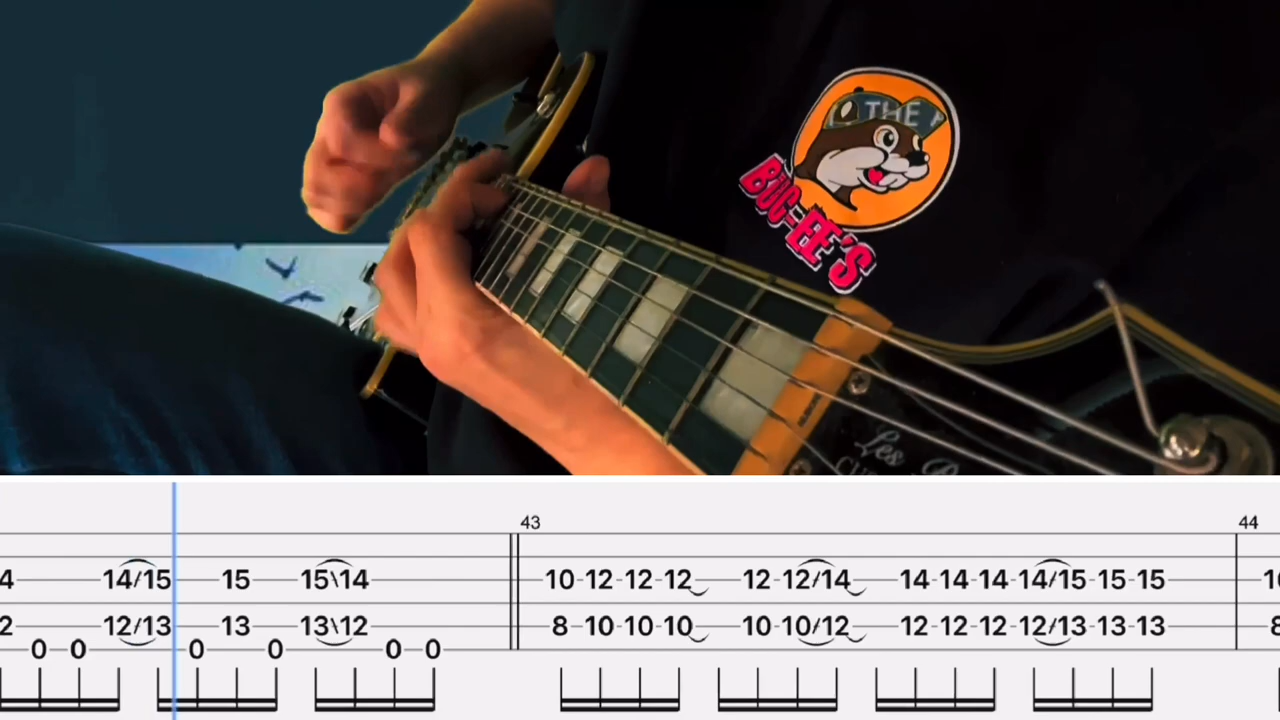 THE
BUC-EE'S
Les
43
44
4 14/15 15 15\14 10-12-12-12 12-12/14 14-14-14-14/15-15-15
2 12/13 13 13\12 8-10-10-10 10-10/12 12-12-12-12/13-13-13 8
0-0 0 0 0-0